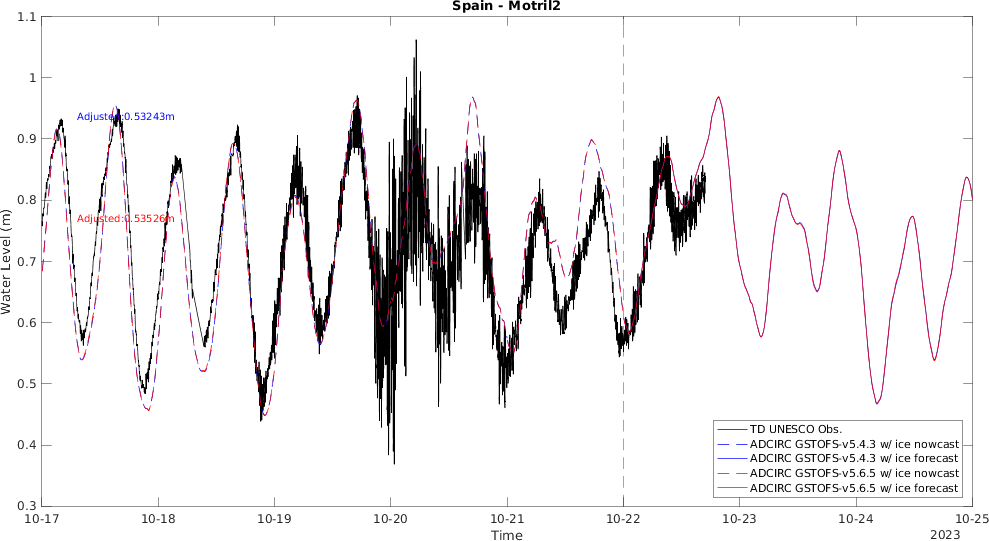 Spain - Motril2
1.1
1
0.9
0.8
0.7
0.6
0.5
0.4
0.3
Water Level (m)
Adjusted:0.53243m
Adjusted:0.53526m
TD UNESCO Obs.
ADCIRC GSTOFS-v5.4.3 w/ ice nowcast
ADCIRC GSTOFS-v5.4.3 w/ ice forecast
ADCIRC GSTOFS-v5.6.5 w/ ice nowcast
ADCIRC GSTOFS-v5.6.5 w/ ice forecast
10-17 10-18 10-19 10-20 10-21 10-22 10-23 10-24 10-25
Time
2023